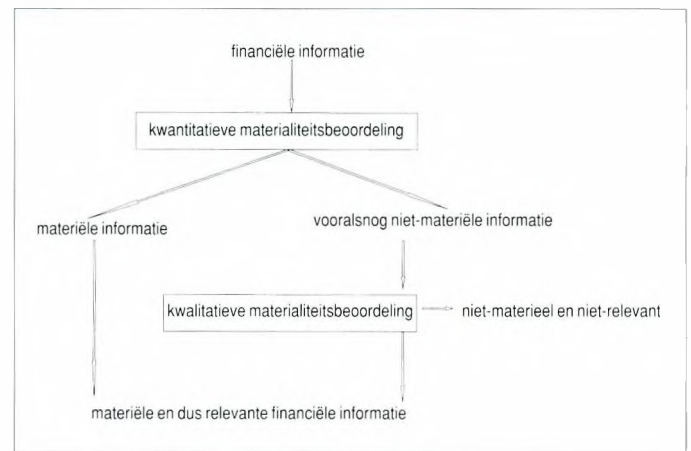 financiële informatie
kwantitatieve materialiteitsbeoordeling
materiële informatie
vooralsnog niet-materiële informatie
kwalitatieve materialiteitsbeoordeling
niet-materieel en niet-relevant
materiële en dus relevante financiële informatie